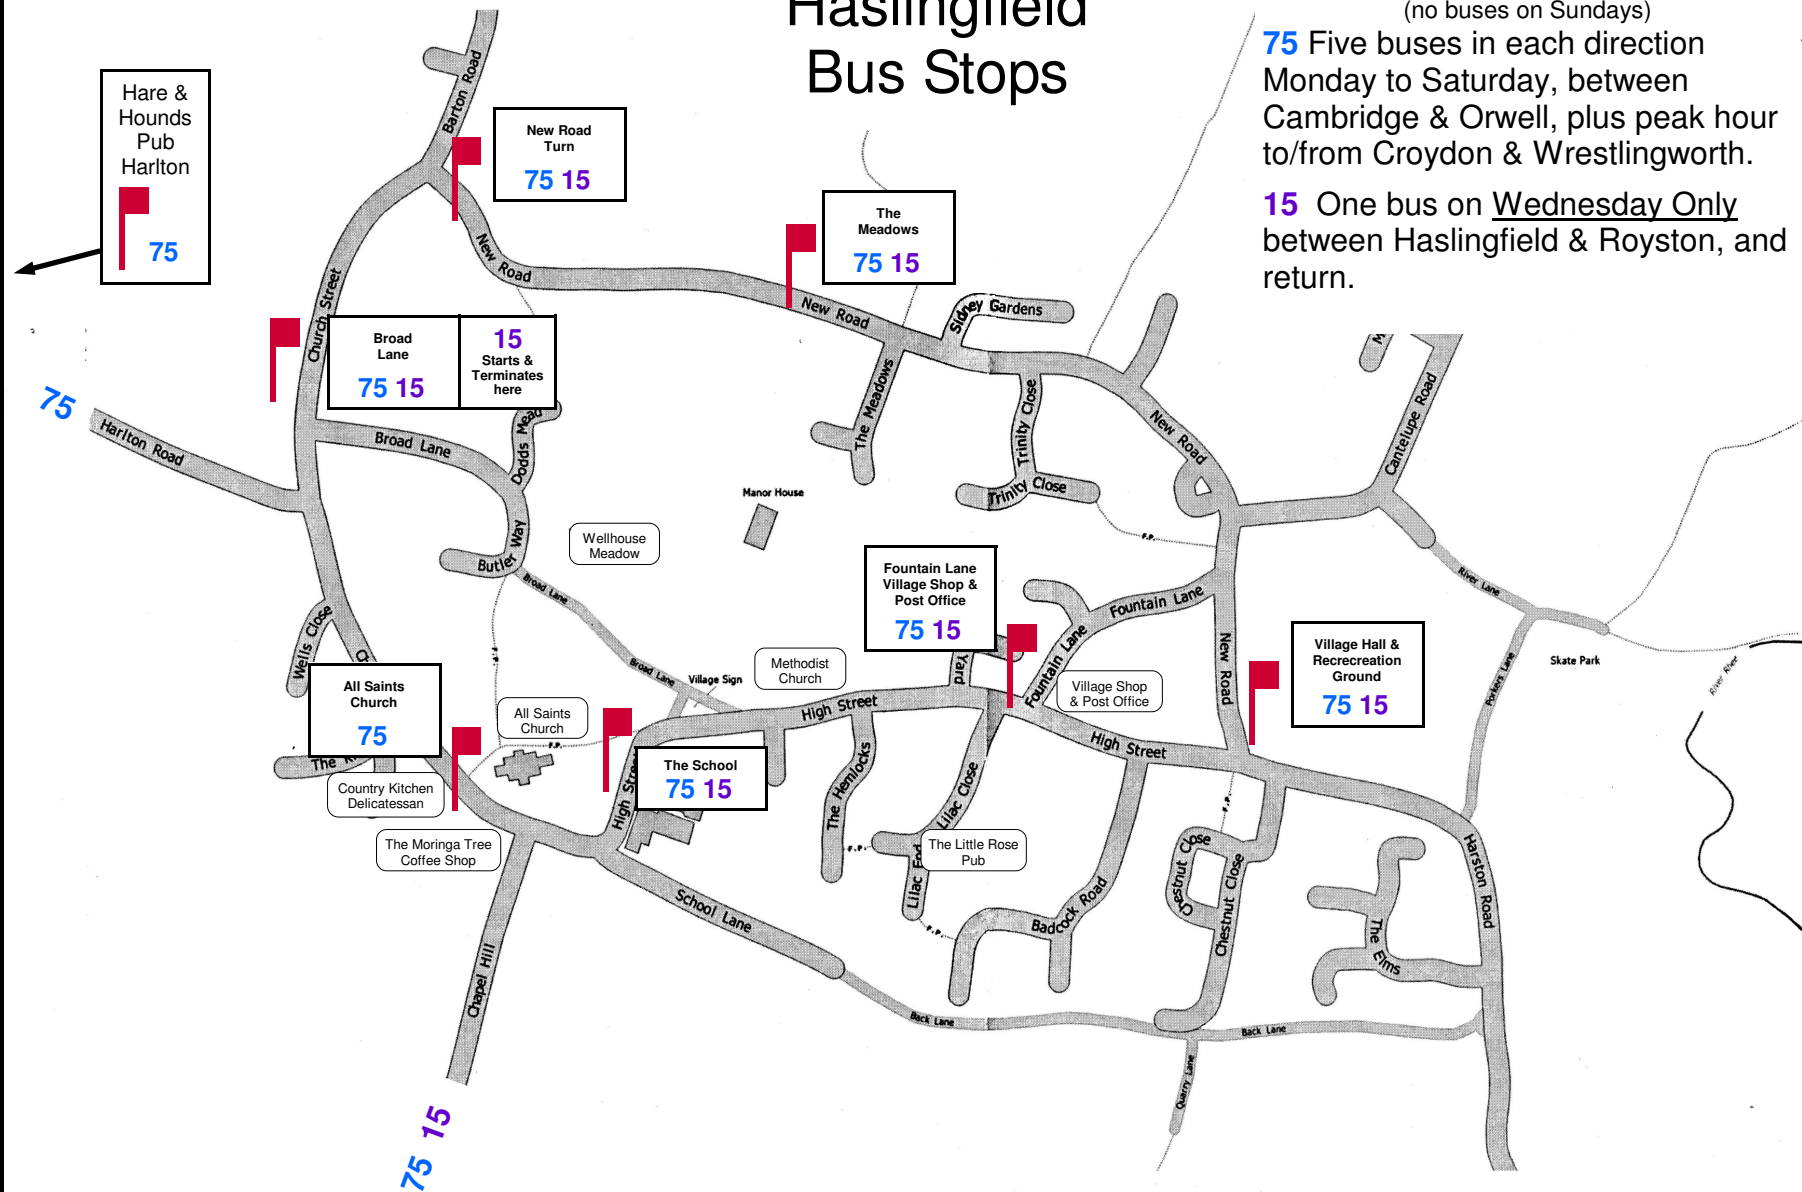 Haslingfield
Bus Stops
(no buses on Sundays)
75 Five buses in each direction
Monday to Saturday, between
Cambridge & Orwell, plus peak hour
to/from Croydon & Wrestlingworth.
15 One bus on Wednesday Only
between Haslingfield & Royston, and
return.
Hare &
Hounds
Pub
Harlton
75
Barton Road
New Road
Turn
75 15
New Road
The
Meadows
75 15
New Road
Sidney Gardens
Church Street
Broad
Lane
75 15
15
Starts &
Terminates
here
75
Harlton Road
Broad Lane
Dodds Mead
Butler Way
The Meadows
Trinity Close
Trinity Close
New Road
Cantelupe Road
Manor House
Wellhouse
Meadow
Broad Lane
F.P.
River Lane
Fountain Lane
Village Shop &
Post Office
75 15
Fountain Lane
Fountain Lane
Wells Close
F.P.
Broad Lane
Village Sign
Methodist
Church
Yard
Village Shop
& Post Office
New Road
Village Hall &
Recrecreation
Ground
75 15
Skate Park
Porkers Lane
River Rhee
All Saints
Church
75
All Saints
Church
F.P.
High Street
High Street
High Street
The School
75 15
The
Country Kitchen
Delicatessan
The Moringa Tree
Coffee Shop
The Hemlocks
F.P.
Lilac Close
Lilac End
The Little Rose
Pub
F.P.
Badcock Road
F.P.
Chestnut Close
Chestnut Close
Harston Road
The Elms
School Lane
Chapel Hill
Back Lane
Back Lane
Quarry Lane
75 15